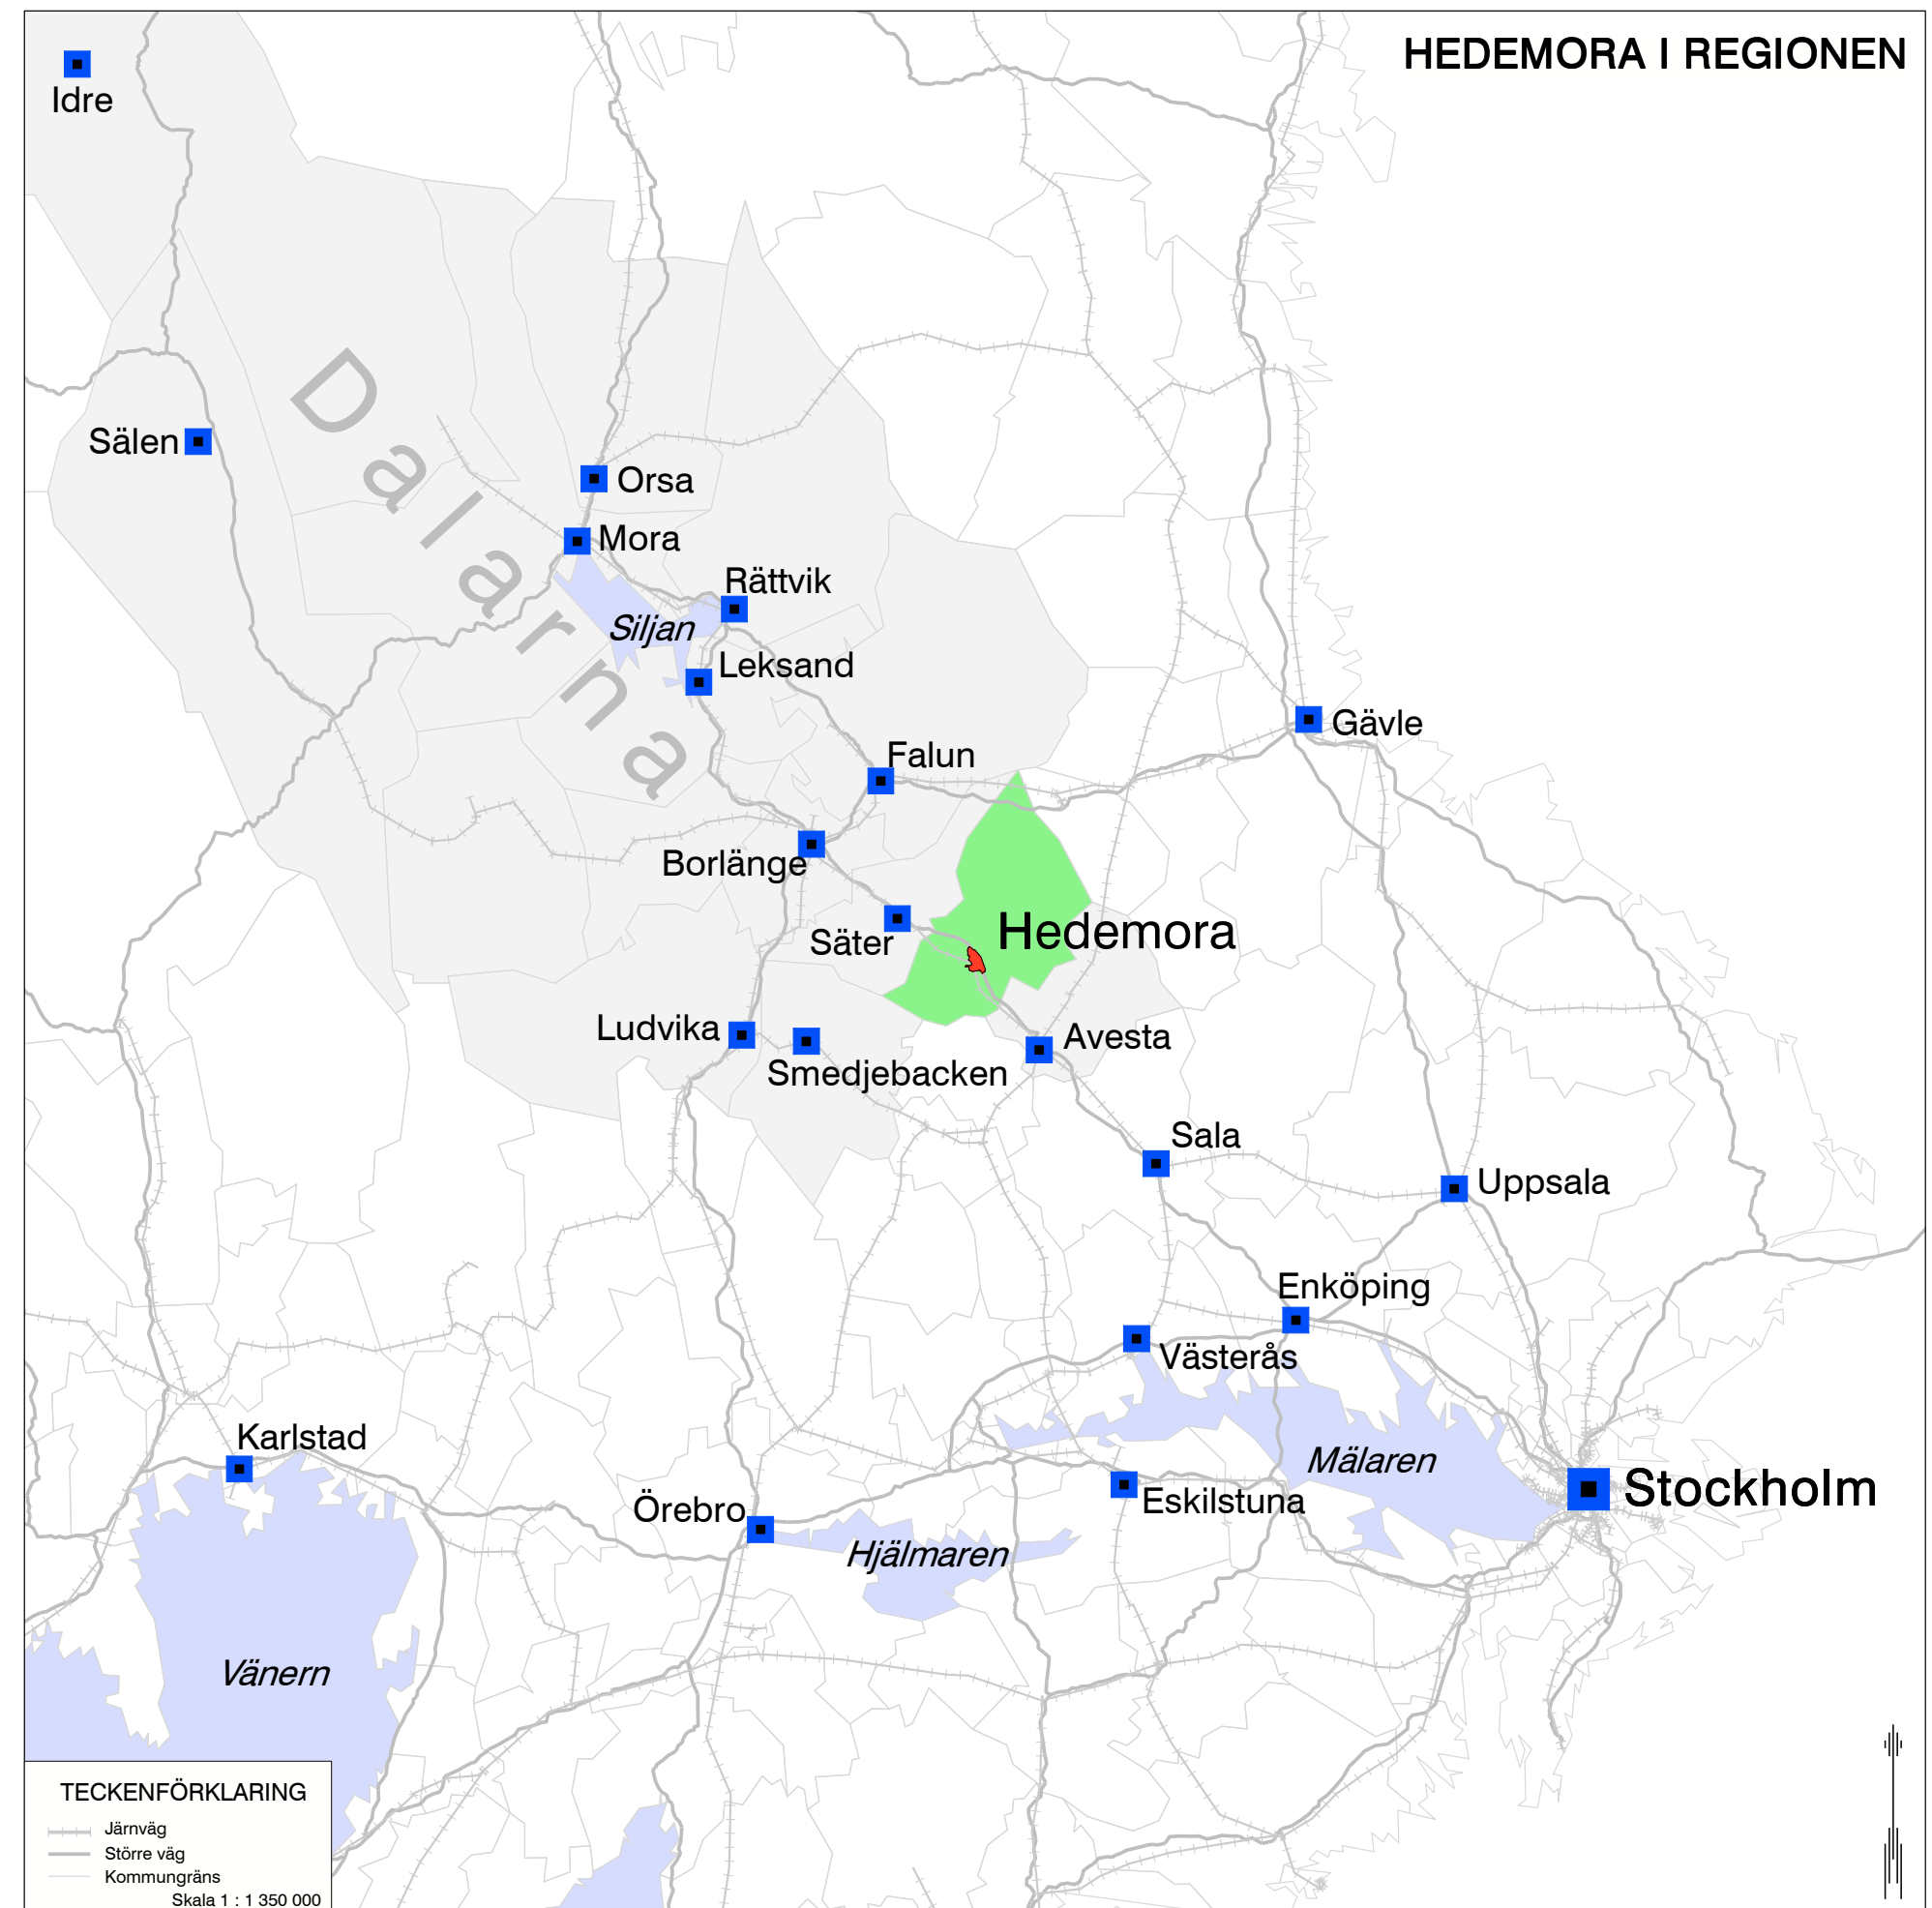 HEDEMORA I REGIONEN
Idre
Sälen
Dalarna
Orsa
Mora
Rättvik
Siljan
Leksand
Gävle
Falun
Borlänge
Hedemora
Säter
Ludvika
Avesta
Smedjebacken
Sala
Uppsala
Enköping
Västerås
Karlstad
Mälaren
Stockholm
Eskilstuna
Örebro
Hjälmaren
Vänern
TECKENFÖRKLARING
Järnväg
Större väg
Kommungräns
Skala 1 : 1 350 000